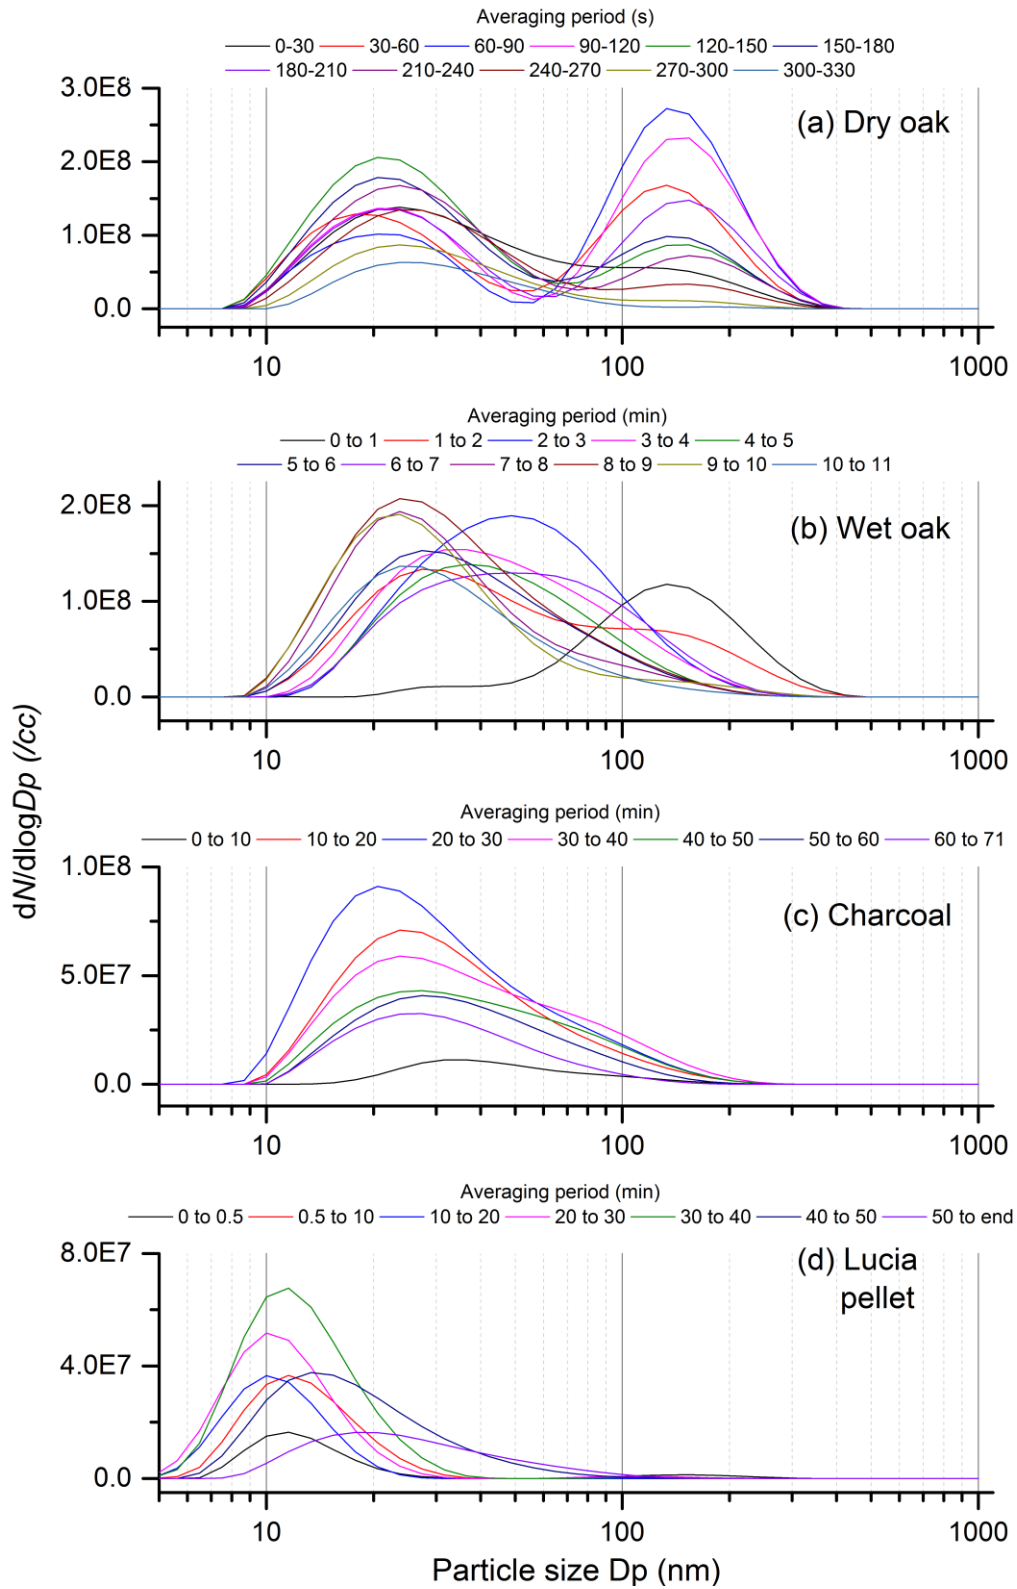 Averaging period (s)
0-30 30-60 60-90 90-120 120-150 150-180
180-210 210-240 240-270 270-300 300-330
3.0E8
(a) Dry oak
2.0E8
1.0E8
0.0
10 100 1000
Averaging period (min)
0 to 1 1 to 2 2 to 3 3 to 4 4 to 5
5 to 6 6 to 7 7 to 8 8 to 9 9 to 10 10 to 11
2.0E8
(b) Wet oak
1.0E8
0.0
10 100 1000
dN/dlogDp (/cc)
Averaging period (min)
0 to 10 10 to 20 20 to 30 30 to 40 40 to 50 50 to 60 60 to 71
1.0E8
(c) Charcoal
5.0E7
0.0
10 100 1000
Averaging period (min)
0 to 0.5 0.5 to 10 10 to 20 20 to 30 30 to 40 40 to 50 50 to end
8.0E7
(d) Lucia
pellet
4.0E7
0.0
10 100 1000
Particle size Dp (nm)